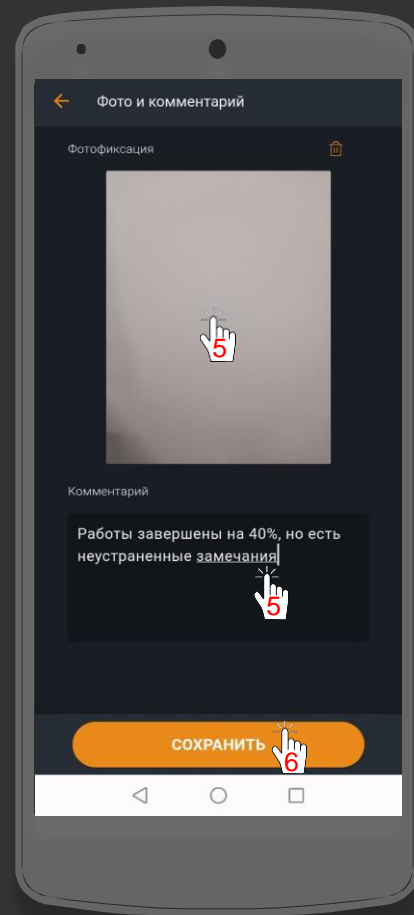 Фото и комментарий
Фотофиксация
5
Комментарий
Работы завершены на 40%, но есть
неустраненные замечания
5
СОХРАНИТЬ
6